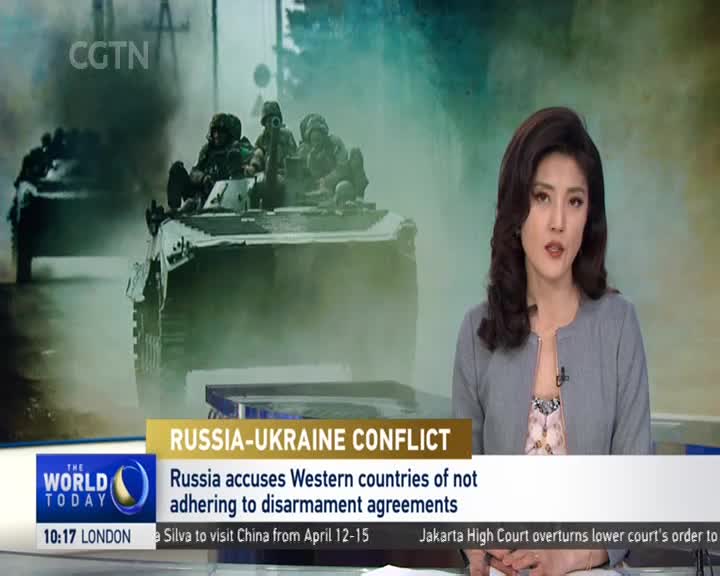 CGTN
RUSSIA-UKRAINE CONFLICT
Russia accuses Western countries of not
adhering to disarmament agreements
THE
WORLD
TODAY
10:17 LONDON
a Silva to visit China from April 12-15 Jakarta High Court overturns lower court's order to